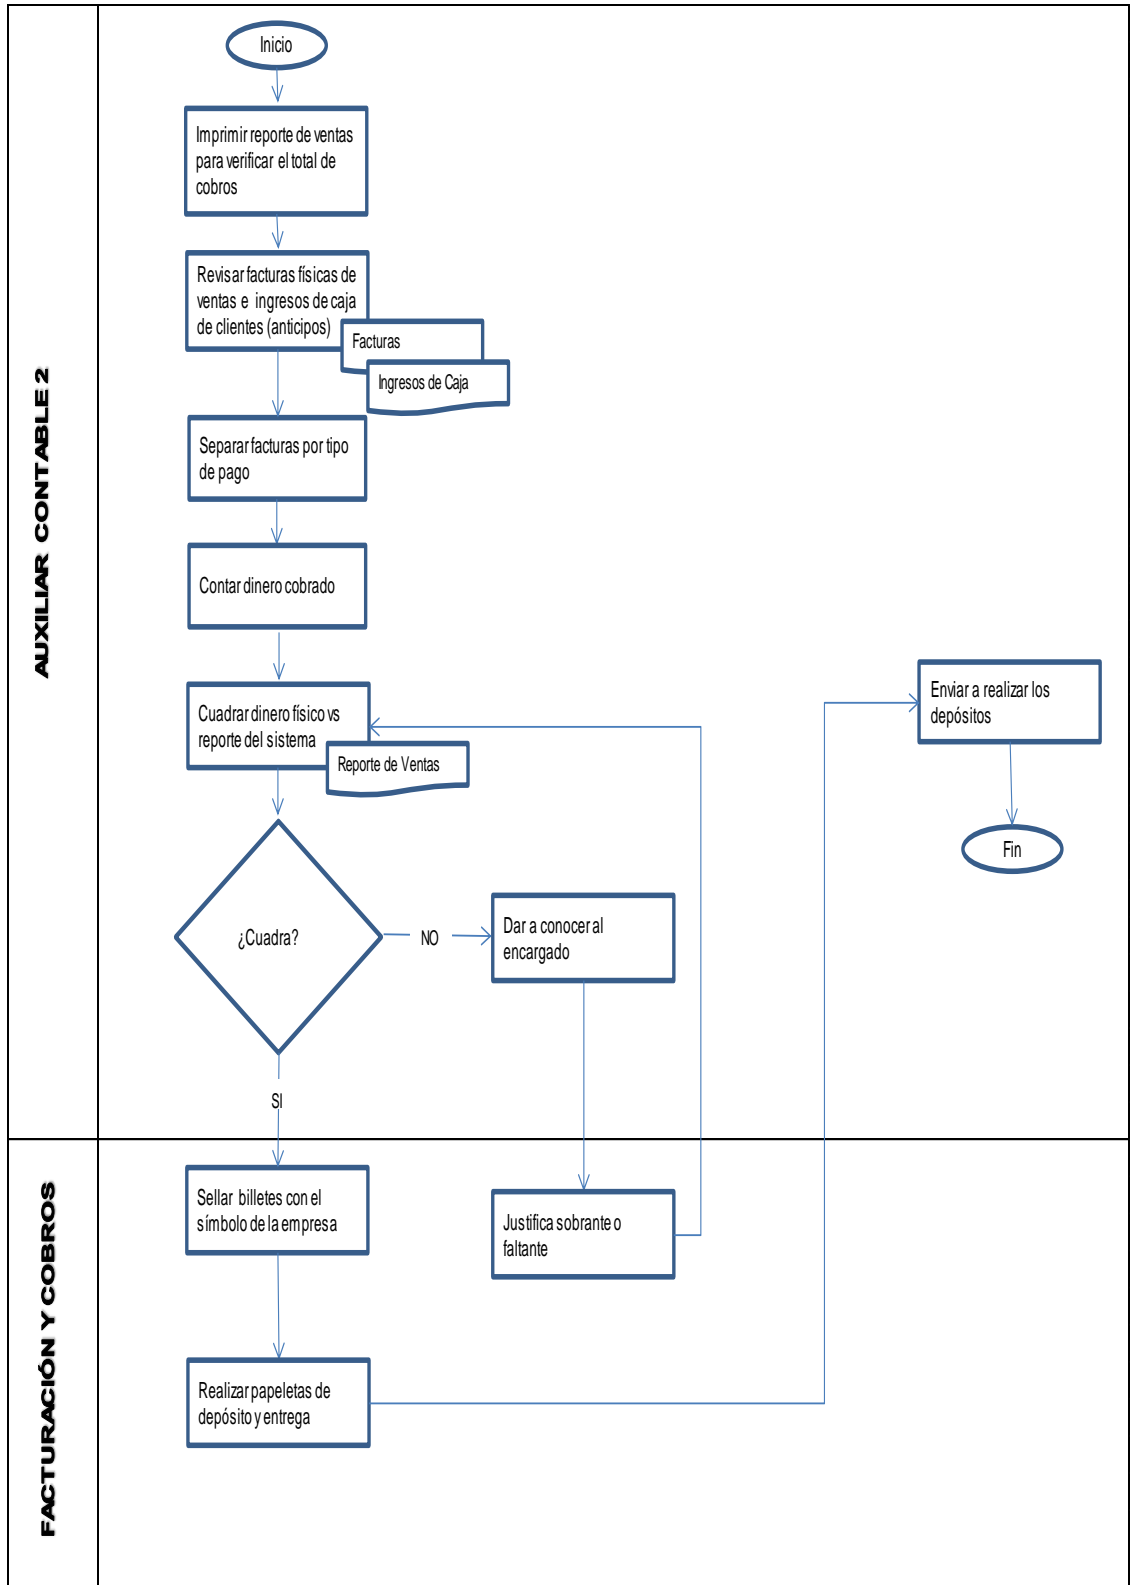 AUXILIAR CONTABLE 2
Inicio
Imprimir reporte de ventas
para verificar el total de
cobros
Revisar facturas físicas de
ventas e ingresos de caja
de clientes (anticipos)
Facturas
Ingresos de Caja
Separar facturas por tipo
de pago
Contar dinero cobrado
Cuadrar dinero físico vs
reporte del sistema
Reporte de Ventas
¿Cuadra?
NO
Dar a conocer al
encargado
SI
Enviar a realizar los
depósitos
Fin
FACTURACIÓN Y COBROS
Sellar billetes con el
símbolo de la empresa
Justifica sobrante o
faltante
Realizar papeletas de
depósito y entrega